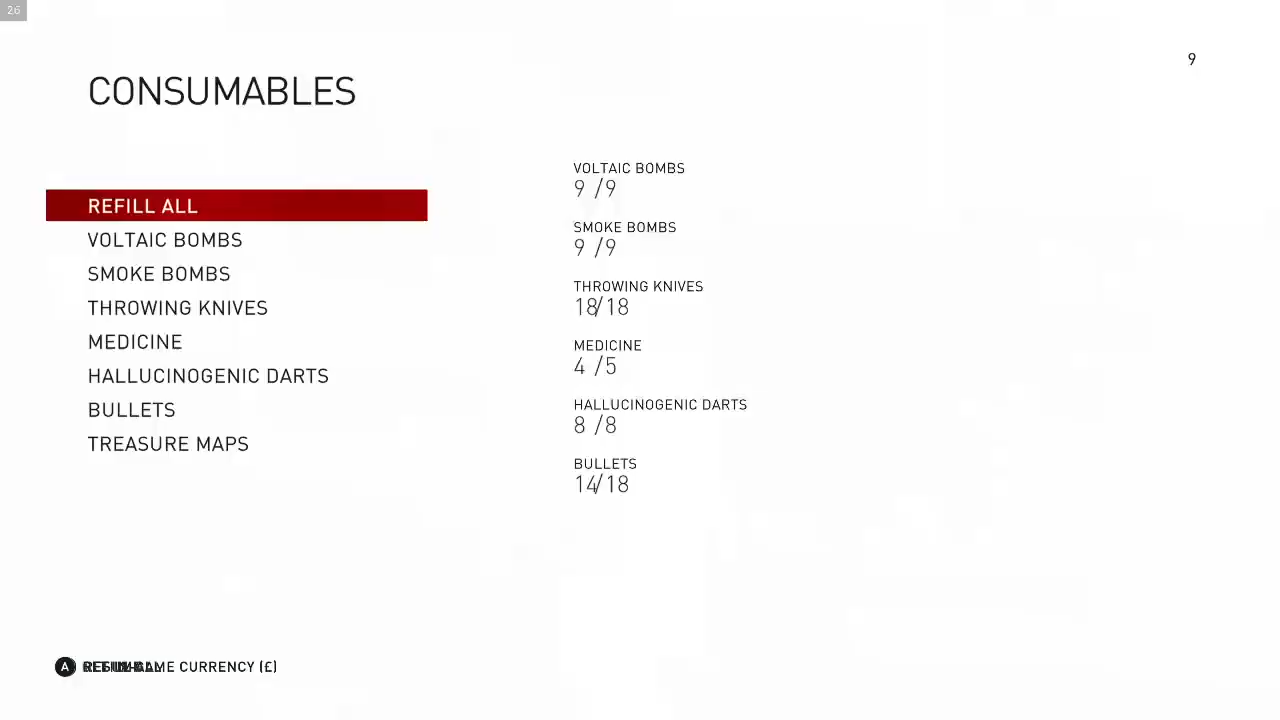 26
9
CONSUMABLES
REFILL ALL
VOLTAIC BOMBS
SMOKE BOMBS
THROWING KNIVES
MEDICINE
HALLUCINOGENIC DARTS
BULLETS
TREASURE MAPS
VOLTAIC BOMBS
9 /9
SMOKE BOMBS
9 /9
THROWING KNIVES
18/18
MEDICINE
4 /5
HALLUCINOGENIC DARTS
8 /8
BULLETS
14/18
A CURRENCY (£)